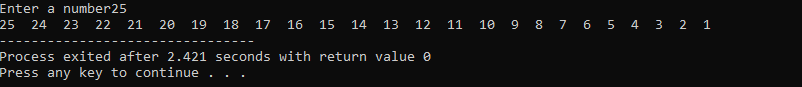 Enter a number25
25  24  23  22  21  20  19  18  17  16  15  14  13  12  11  10  9  8  7  6  5  4  3  2  1
--------------------------------
Process exited after 2.421 seconds with return value 0
Press any key to continue . . .